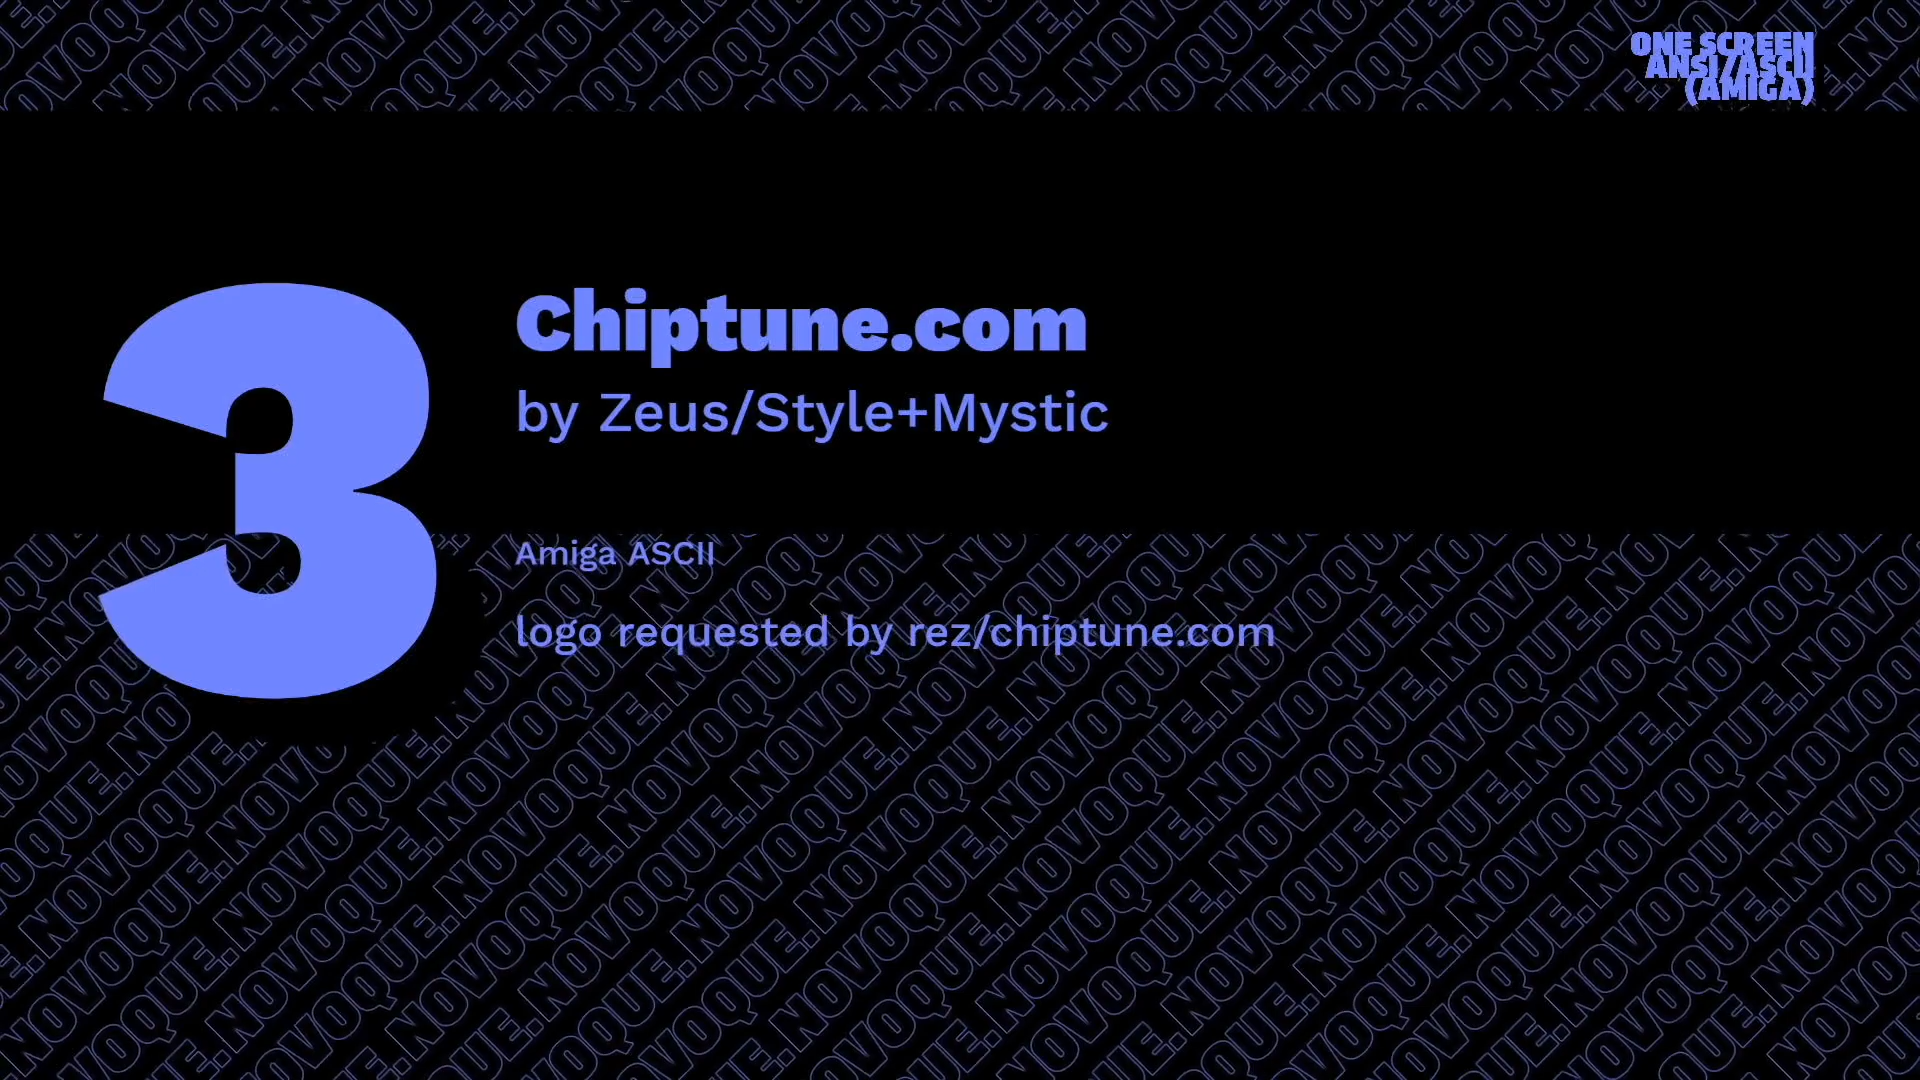 ONE SCREEN
ANSI/ASCII
(AMIGA)
3
Chiptune.com
by Zeus/Style+Mystic
Amiga ASCII
logo requested by rez/chiptune.com
NOVOQUE.